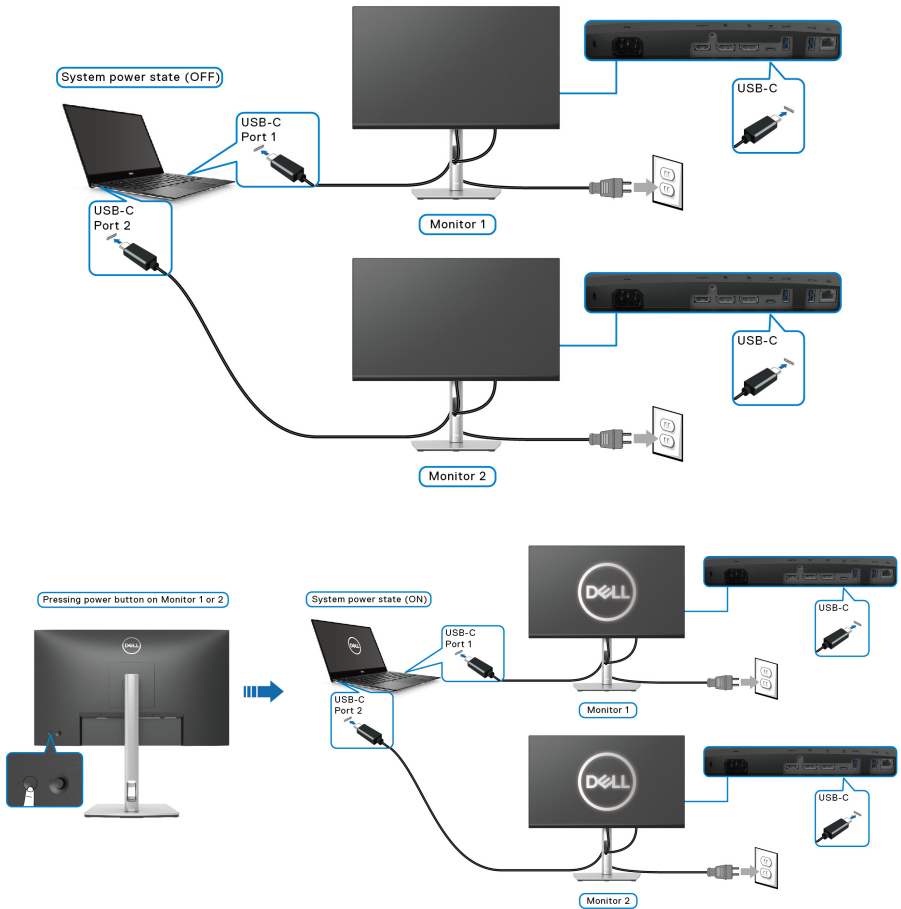 System power state (OFF)
USB-C
Port 1
USB-C
Monitor 1
USB-C
Port 2
USB-C
Monitor 2
Pressing power button on Monitor 1 or 2
DELL
System power state (ON)
DELL
USB-C
Port 1
DELL
USB-C
Monitor 1
USB-C
Port 2
DELL
USB-C
Monitor 2